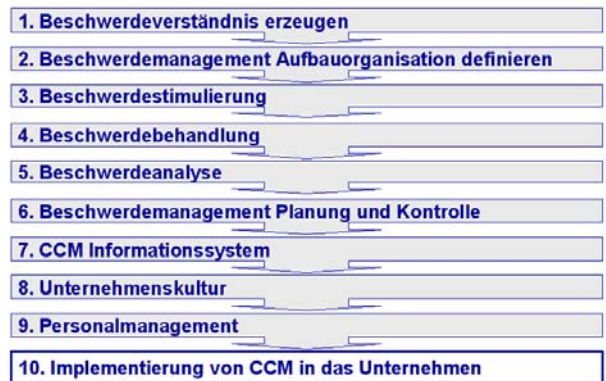 1. Beschwerdeverständnis erzeugen
2. Beschwerdemanagement Aufbauorganisation definieren
3. Beschwerdestimulierung
4. Beschwerdebehandlung
5. Beschwerdeanalyse
6. Beschwerdemanagement Planung und Kontrolle
7. CCM Informationssystem
8. Unternehmenskultur
9. Personalmanagement
10. Implementierung von CCM in das Unternehmen